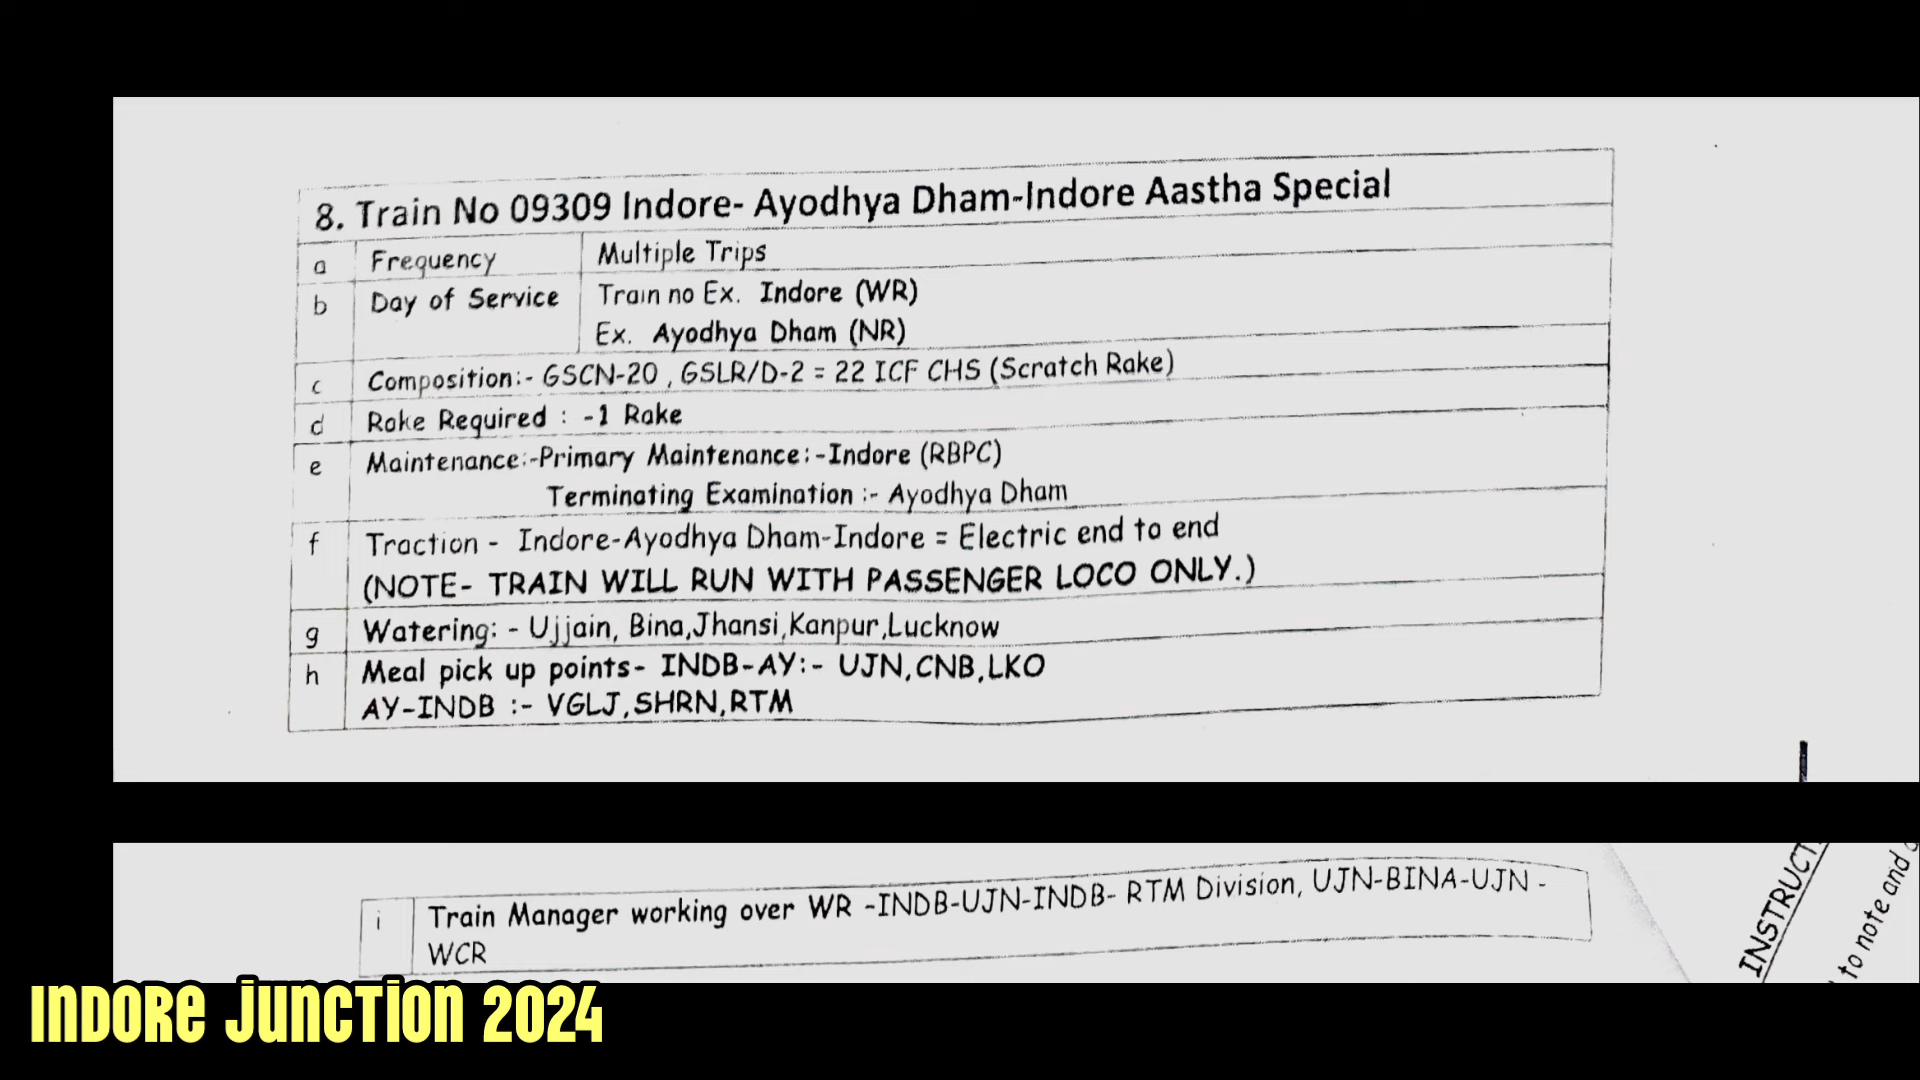 8. Train No 09309 Indore- Ayodhya Dham-Indore Aastha Special
a Frequency Multiple Trips
b Day of Service Train no Ex. Indore (WR)
Ex. Ayodhya Dham (NR)
c Composition:- GSCN-20 , GSLR/D-2 = 22 ICF CHS (Scratch Rake)
d Rake Required : -1 Rake
e Maintenance:-Primary Maintenance:-Indore (RBPC)
Terminating Examination :- Ayodhya Dham
f Traction - Indore-Ayodhya Dham-Indore = Electric end to end
(NOTE- TRAIN WILL RUN WITH PASSENGER LOCO ONLY.)
g Watering: - Ujjain, Bina,Jhansi,Kanpur,Lucknow
h Meal pick up points- INDB-AY:- UJN,CNB,LKO
AY-INDB :- VGLJ,SHRN,RTM
i Train Manager working over WR -INDB-UJN-INDB- RTM Division, UJN-BINA-UJN -
WCR
to note and
INDORE JUNCTION 2024